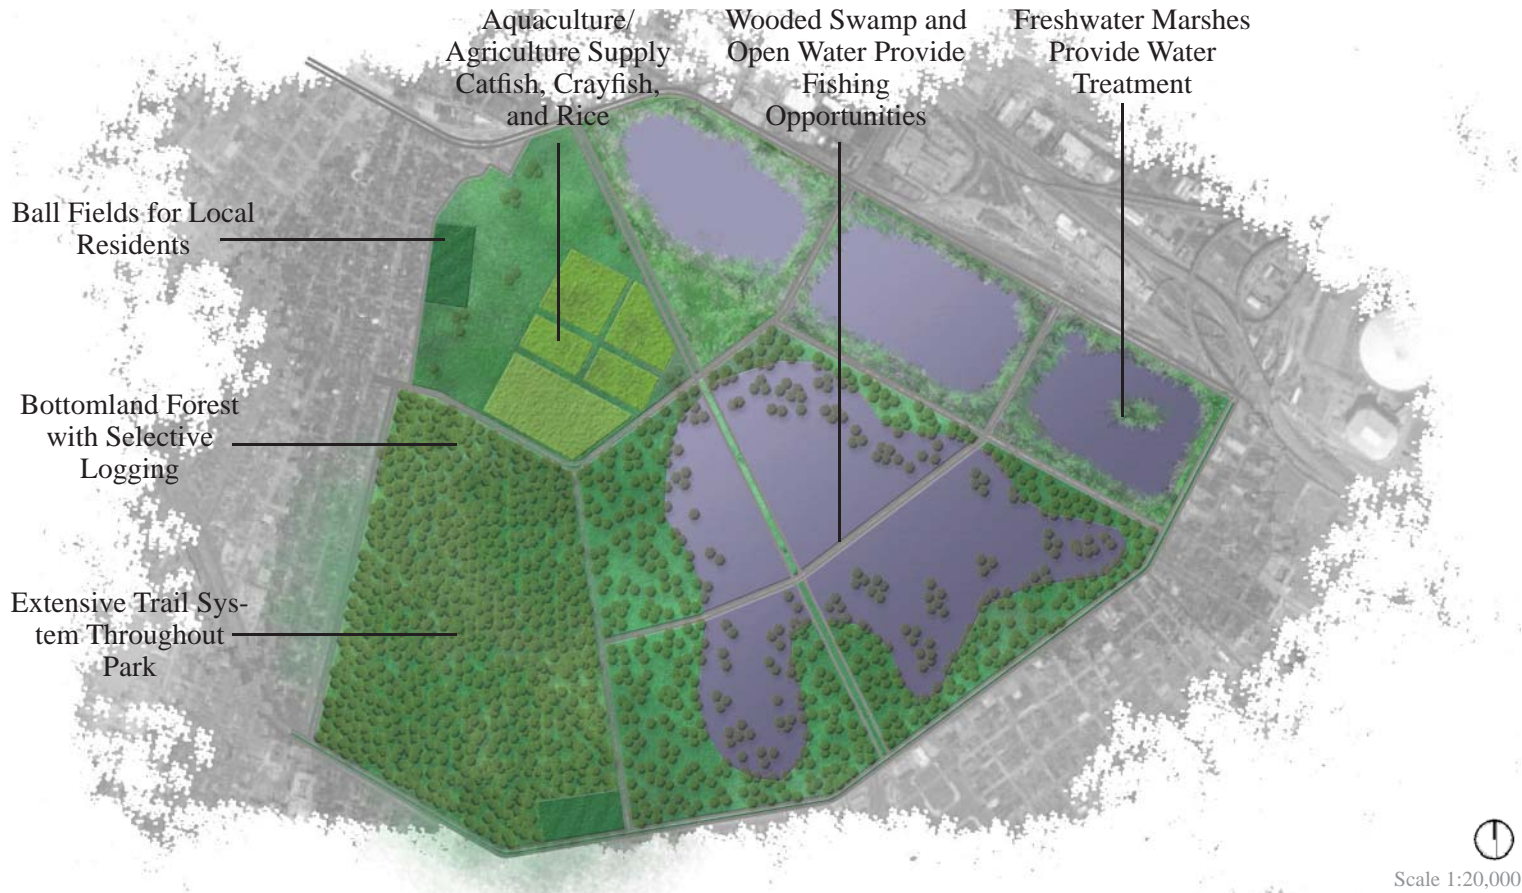 Aquaculture/
Agriculture Supply
Catfish, Crayfish,
and Rice
Wooded Swamp and
Open Water Provide
Fishing
Opportunities
Freshwater Marshes
Provide Water
Treatment
Ball Fields for Local
Residents
Bottomland Forest
with Selective
Logging
Extensive Trail Sys-
tem Throughout
Park
Scale 1:20,000